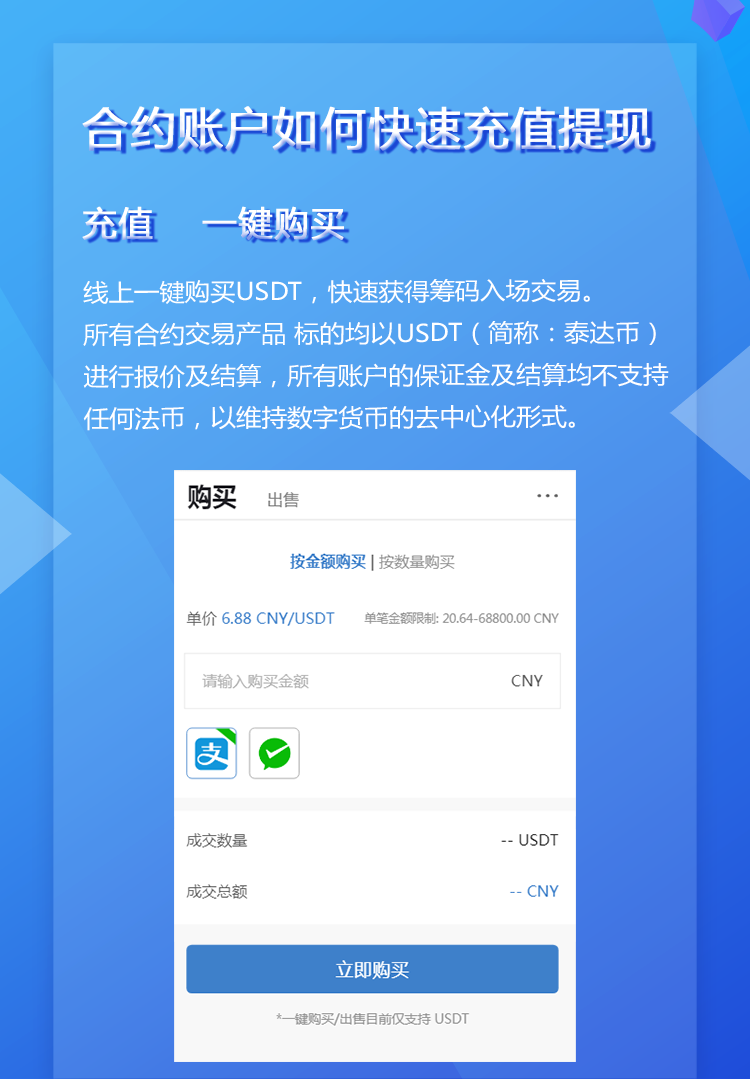 合约账户如何快速充值提现
充值 一键购买
线上一键购买USDT，快速获得筹码入场交易。
所有合约交易产品 标的均以USDT（简称：泰达币）
进行报价及结算，所有账户的保证金及结算均不支持
任何法币，以维持数字货币的去中心化形式。
购买 出售 ···
按金额购买 | 按数量购买
单价 6.88 CNY/USDT 单笔金额限制: 20.64-68800.00 CNY
请输入购买金额 CNY
支
成交数量 -- USDT
成交总额 -- CNY
立即购买
*一键购买/出售目前仅支持 USDT